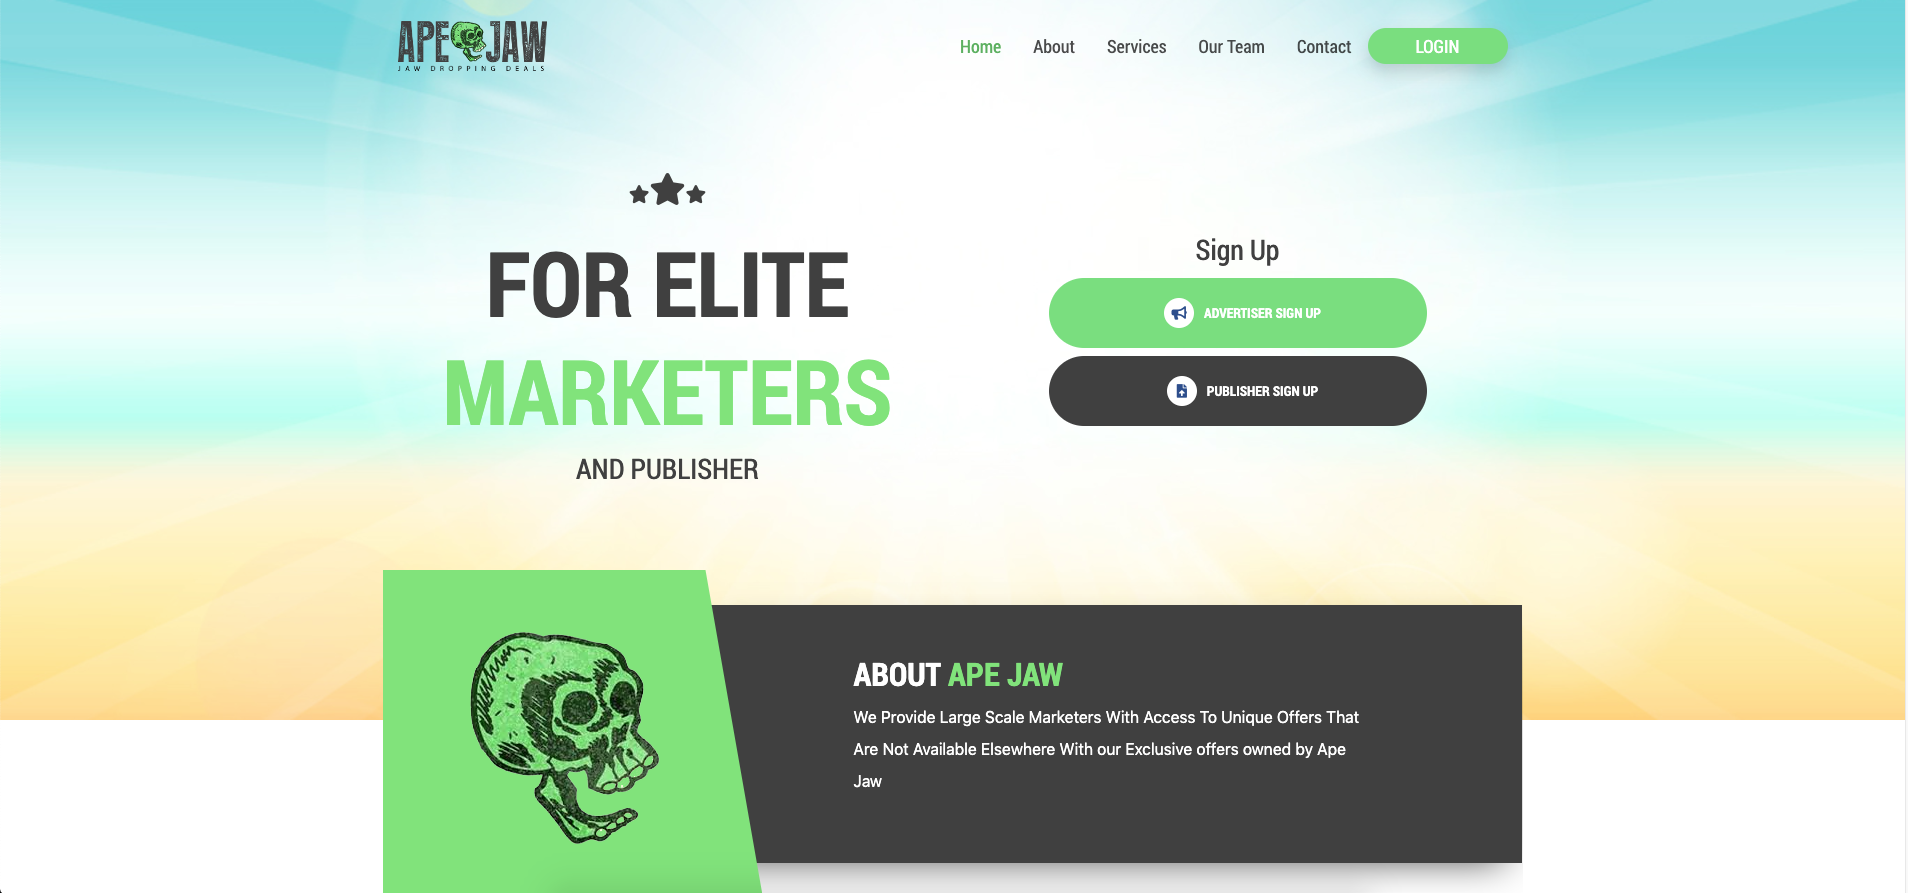 APE JAW
JAW DROPPING DEALS
Home About Services Our Team Contact LOGIN
FOR ELITE
MARKETERS
AND PUBLISHER
Sign Up
ADVERTISER SIGN UP
PUBLISHER SIGN UP
ABOUT APE JAW
We Provide Large Scale Marketers With Access To Unique Offers That
Are Not Available Elsewhere With our Exclusive offers owned by Ape
Jaw